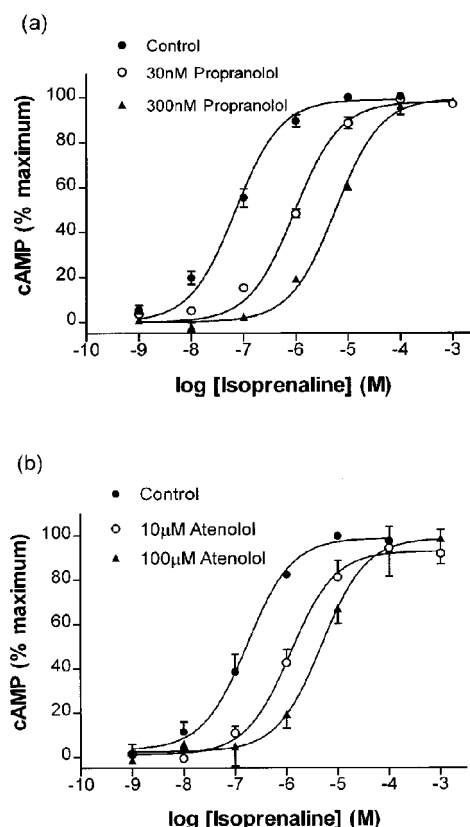 (a)
● Control
○ 30nM Propranolol
▲ 300nM Propranolol
100
80
60
40
20
0
cAMP (% maximum)
-10 -9 -8 -7 -6 -5 -4 -3
log [Isoprenaline] (M)
(b)
● Control
○ 10μM Atenolol
▲ 100μM Atenolol
100
80
60
40
20
0
cAMP (% maximum)
-10 -9 -8 -7 -6 -5 -4 -3
log [Isoprenaline] (M)